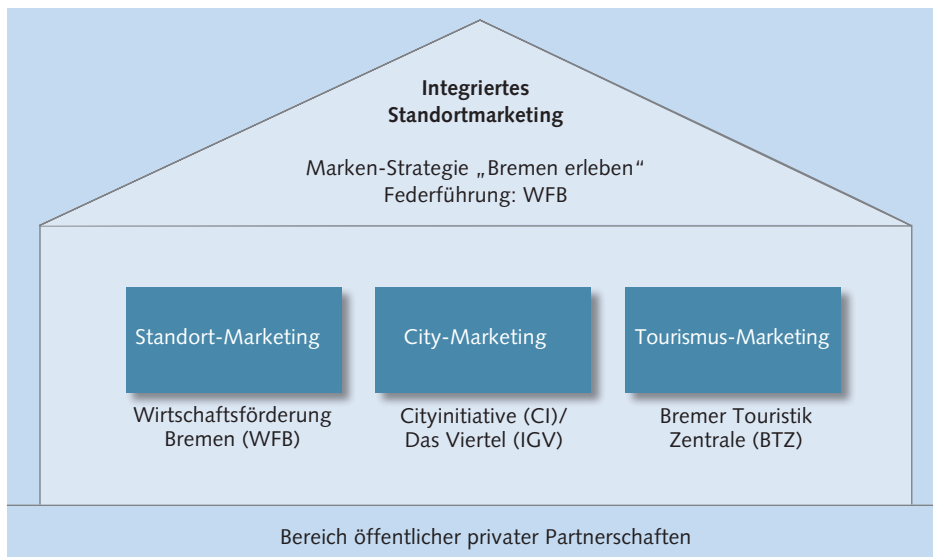 Integriertes
Standortmarketing
Marken-Strategie „Bremen erleben“
Federführung: WFB
Standort-Marketing
City-Marketing
Tourismus-Marketing
Wirtschaftsförderung
Bremen (WFB)
Cityinitiative (CI)/
Das Viertel (IGV)
Bremer Touristik
Zentrale (BTZ)
Bereich öffentlicher privater Partnerschaften